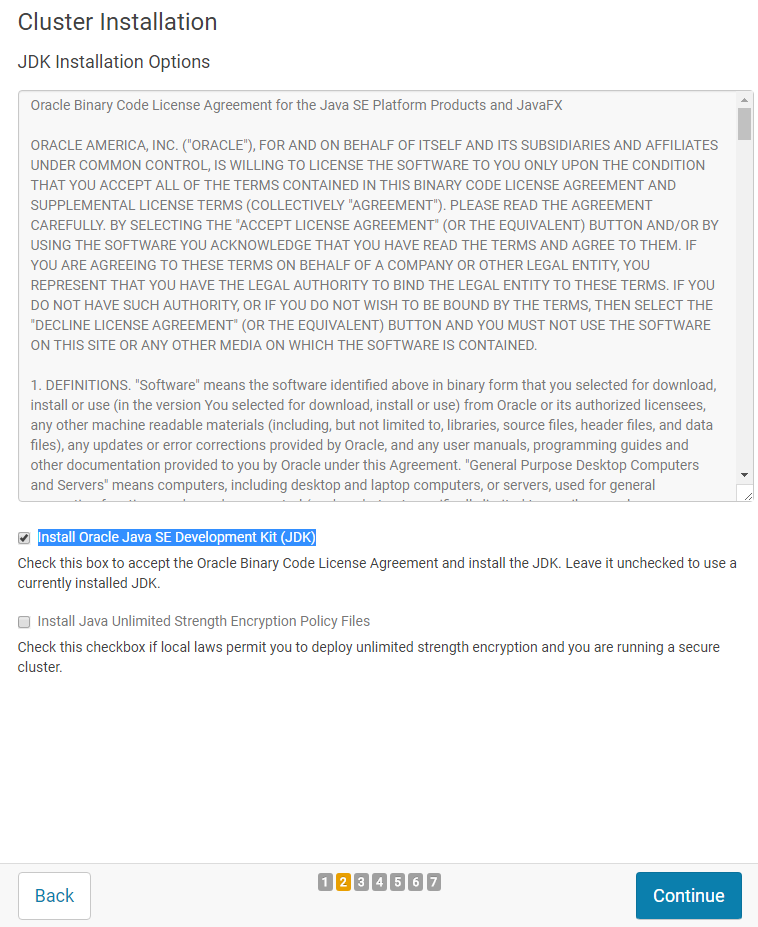 Cluster Installation
JDK Installation Options
Oracle Binary Code License Agreement for the Java SE Platform Products and JavaFX
ORACLE AMERICA, INC. ("ORACLE"), FOR AND ON BEHALF OF ITSELF AND ITS SUBSIDIARIES AND AFFILIATES
UNDER COMMON CONTROL, IS WILLING TO LICENSE THE SOFTWARE TO YOU ONLY UPON THE CONDITION
THAT YOU ACCEPT ALL OF THE TERMS CONTAINED IN THIS BINARY CODE LICENSE AGREEMENT AND
SUPPLEMENTAL LICENSE TERMS (COLLECTIVELY "AGREEMENT"). PLEASE READ THE AGREEMENT
CAREFULLY. BY SELECTING THE "ACCEPT LICENSE AGREEMENT" (OR THE EQUIVALENT) BUTTON AND/OR BY
USING THE SOFTWARE YOU ACKNOWLEDGE THAT YOU HAVE READ THE TERMS AND AGREE TO THEM. IF
YOU ARE AGREEING TO THESE TERMS ON BEHALF OF A COMPANY OR OTHER LEGAL ENTITY, YOU
REPRESENT THAT YOU HAVE THE LEGAL AUTHORITY TO BIND THE LEGAL ENTITY TO THESE TERMS. IF YOU
DO NOT HAVE SUCH AUTHORITY, OR IF YOU DO NOT WISH TO BE BOUND BY THE TERMS, THEN SELECT THE
"DECLINE LICENSE AGREEMENT" (OR THE EQUIVALENT) BUTTON AND YOU MUST NOT USE THE SOFTWARE
ON THIS SITE OR ANY OTHER MEDIA ON WHICH THE SOFTWARE IS CONTAINED.
1. DEFINITIONS. "Software" means the software identified above in binary form that you selected for download,
install or use (in the version You selected for download, install or use) from Oracle or its authorized licensees,
any other machine readable materials (including, but not limited to, libraries, source files, header files, and data
files), any updates or error corrections provided by Oracle, and any user manuals, programming guides and
other documentation provided to you by Oracle under this Agreement. "General Purpose Desktop Computers
and Servers" means computers, including desktop and laptop computers, or servers, used for general
Install Oracle Java SE Development Kit (JDK)
Check this box to accept the Oracle Binary Code License Agreement and install the JDK. Leave it unchecked to use a
currently installed JDK.
Install Java Unlimited Strength Encryption Policy Files
Check this checkbox if local laws permit you to deploy unlimited strength encryption and you are running a secure
cluster.
Back
1 2 3 4 5 6 7
Continue